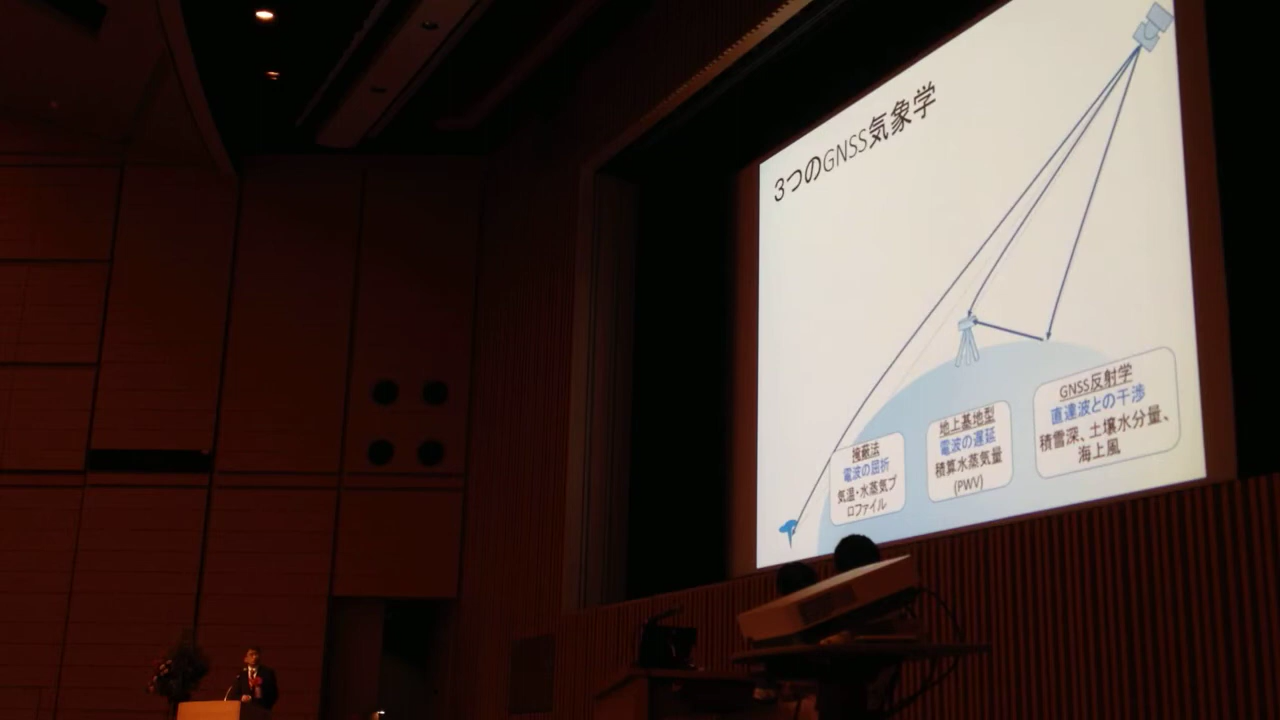 3つのGNSS気象学
掩蔽法
電波の屈折
気温・水蒸気プ
ロファイル
地上基地型
電波の遅延
積算水蒸気量
(PWV)
GNSS反射学
直達波との干渉
積雪深、土壌水分量、
海上風